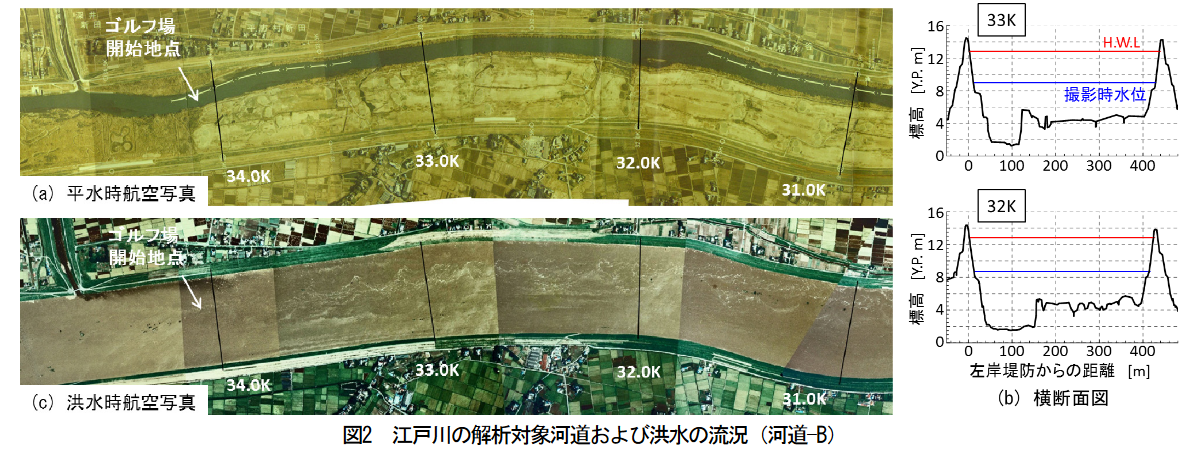 ゴルフ場
開始地点
34.0K
33.0K
32.0K
31.0K
(a) 平水時航空写真
ゴルフ場
開始地点
34.0K
33.0K
32.0K
31.0K
(c) 洪水時航空写真
33K
H.W.L
撮影時水位
標高 [Y.P. m]
16
12
8
4
0
0 100 200 300 400
32K
標高 [Y.P. m]
16
12
8
4
0
0 100 200 300 400
左岸堤防からの距離 [m]
(b) 横断面図
図2 江戸川の解析対象河道および洪水の流況 (河道-B)